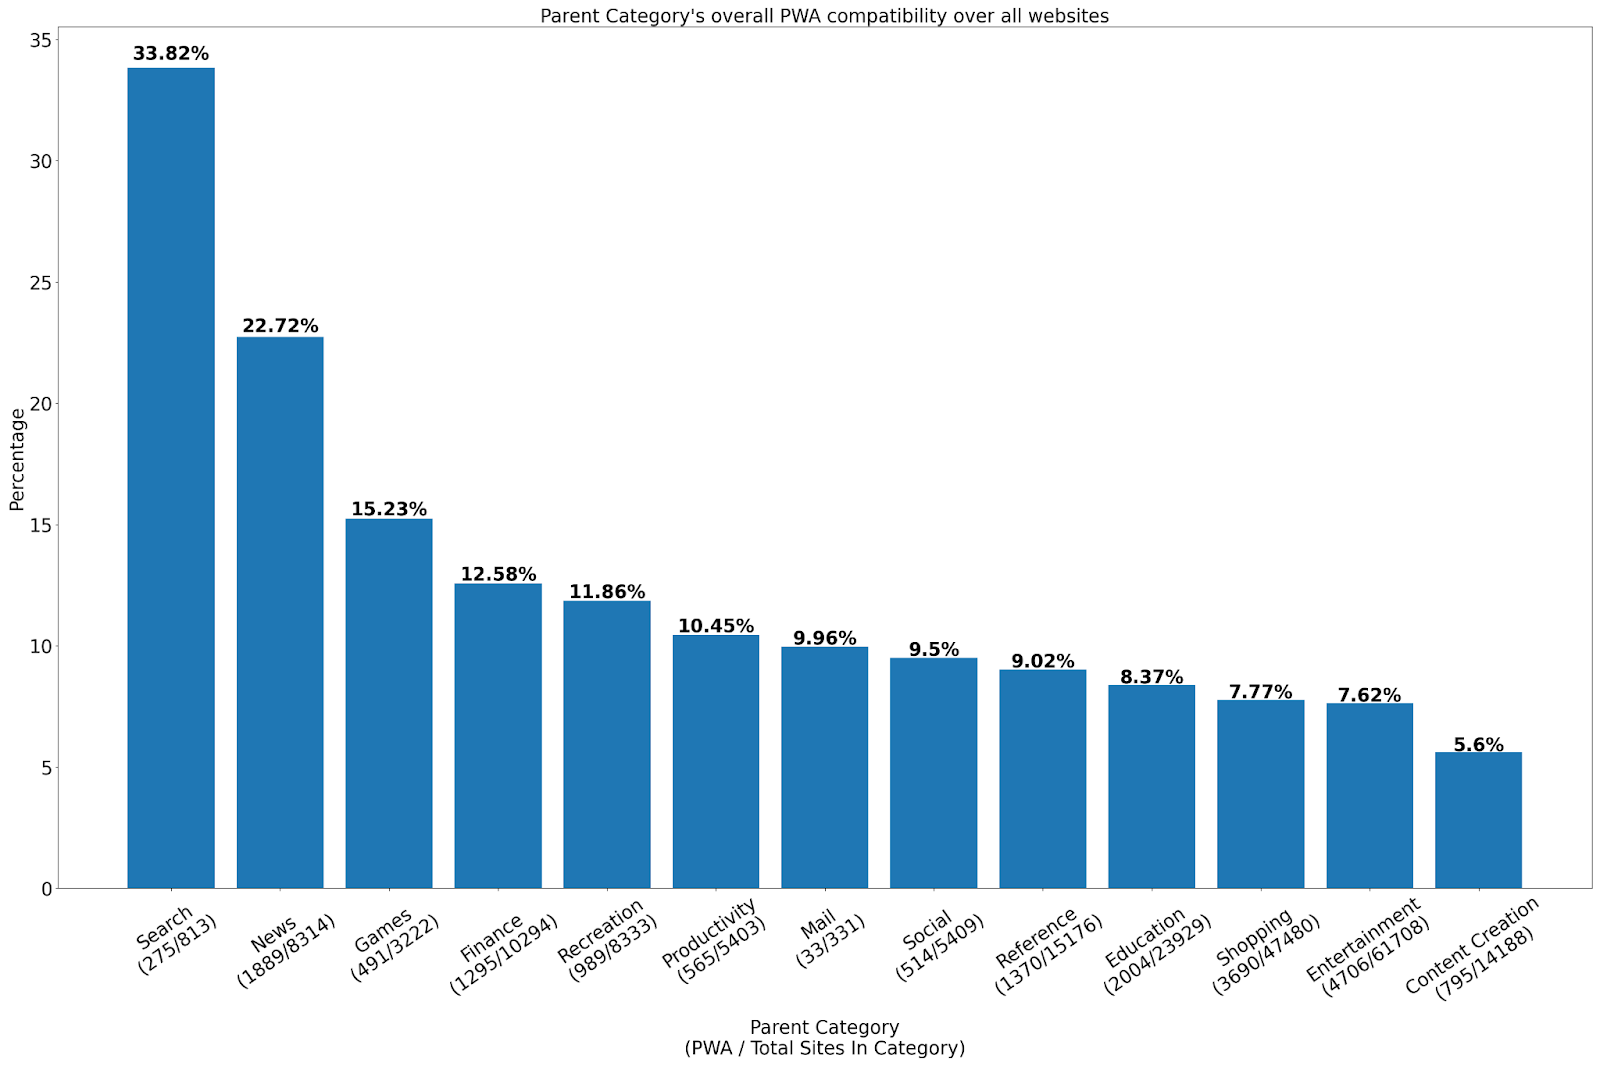 Parent Category's overall PWA compatibility over all websites
35
30
25
20
15
10
5
0
Percentage
33.82%
22.72%
15.23%
12.58%
11.86%
10.45%
9.96%
9.5%
9.02%
8.37%
7.77%
7.62%
5.6%
Search
(275/813)
News
(1889/8314)
Games
(491/3222)
Finance
(1295/10294)
Recreation
(989/8333)
Productivity
(565/5403)
Mail
(33/331)
Social
(514/5409)
Reference
(1370/15176)
Education
(2004/23929)
Shopping
(3690/47480)
Entertainment
(4706/61708)
Content Creation
(795/14188)
Parent Category
(PWA / Total Sites In Category)